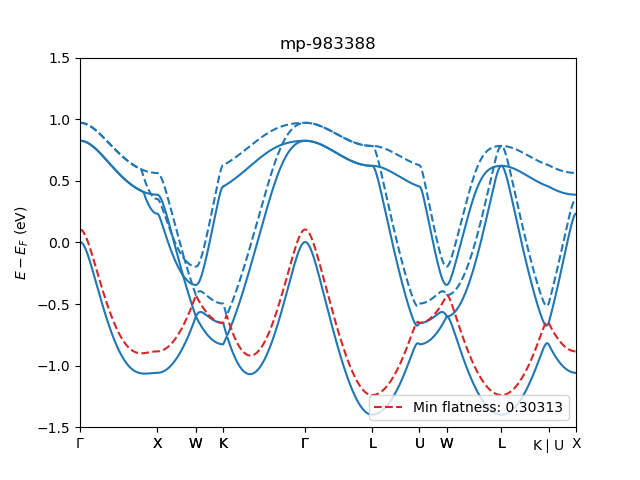 mp-983388
1.5
1.0
0.5
0.0
−0.5
−1.0
−1.5
E − E_F (eV)
Min flatness: 0.30313
Γ X W K Γ L U W L K | U X